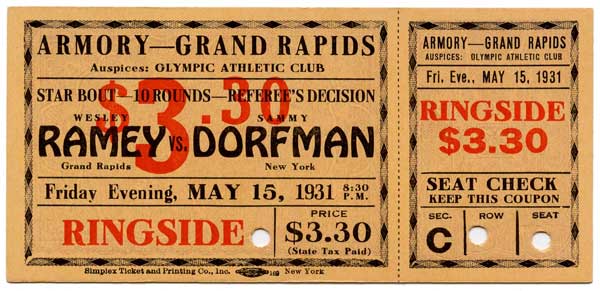 ARMORY—GRAND RAPIDS
Auspices: OLYMPIC ATHLETIC CLUB
$3.30
STAR BOUT—10 ROUNDS—REFEREE'S DECISION
WESLEY SAMMY
RAMEY VS. DORFMAN
Grand Rapids New York
Friday Evening, MAY 15, 1931 8:30 P.M.
RINGSIDE
PRICE
$3.30
(State Tax Paid)
Simplex Ticket and Printing Co., Inc. 169 New York
ARMORY—GRAND RAPIDS
Auspices: OLYMPIC ATHLETIC CLUB
Fri. Eve., MAY 15, 1931
RINGSIDE
$3.30
SEAT CHECK
KEEP THIS COUPON
SEC. ROW SEAT
C